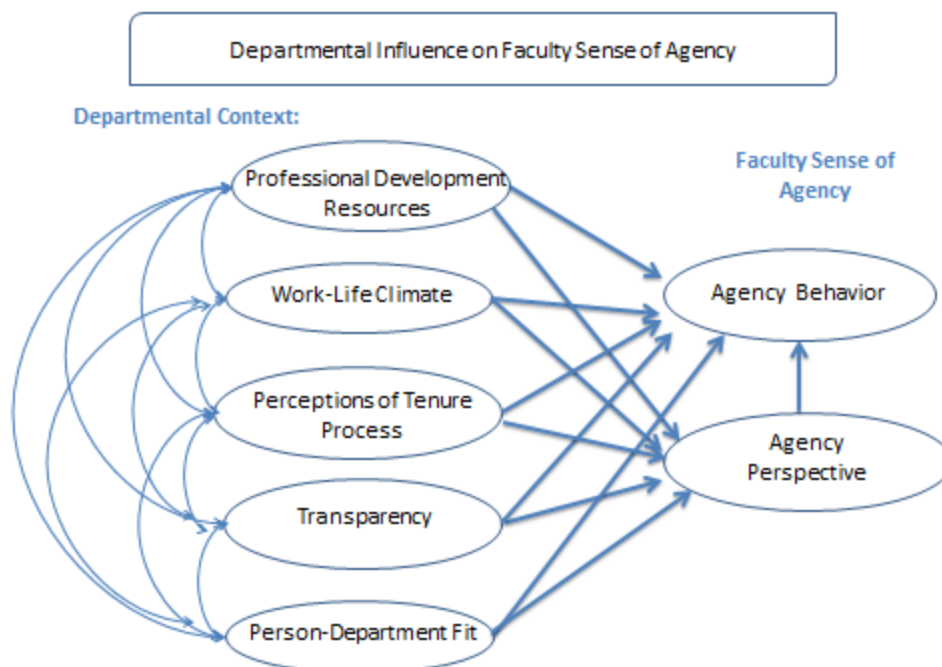 Departmental Influence on Faculty Sense of Agency
Departmental Context:
Faculty Sense of
Agency
Professional Development
Resources
Work-Life Climate
Perceptions of Tenure
Process
Transparency
Person-Department Fit
Agency Behavior
Agency
Perspective